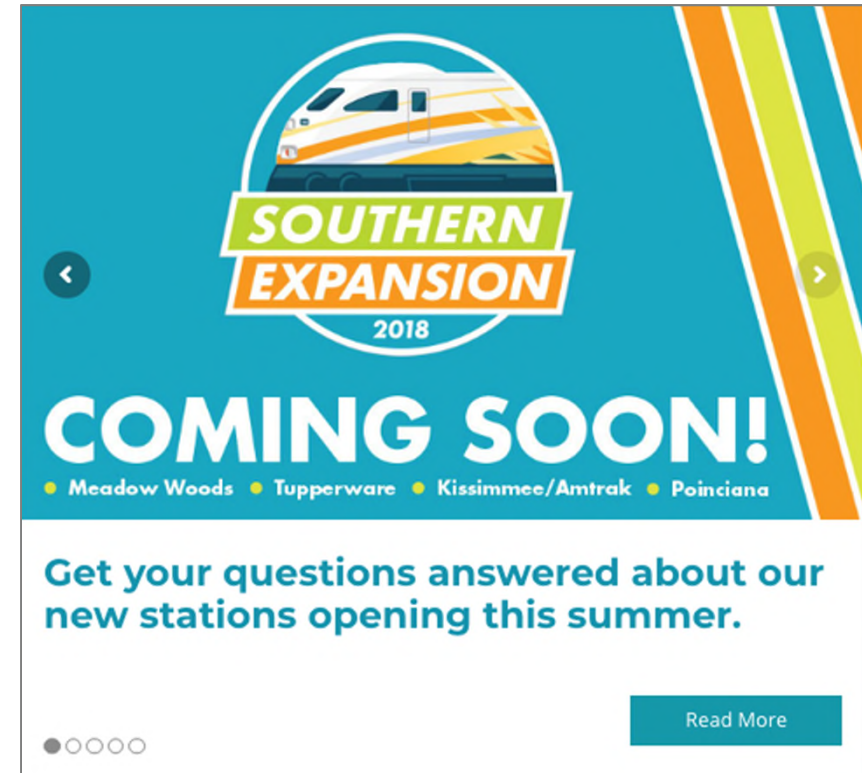 SOUTHERN
EXPANSION
2018
COMING SOON!
• Meadow Woods • Tupperware • Kissimmee/Amtrak • Poinciana
Get your questions answered about our
new stations opening this summer.
Read More